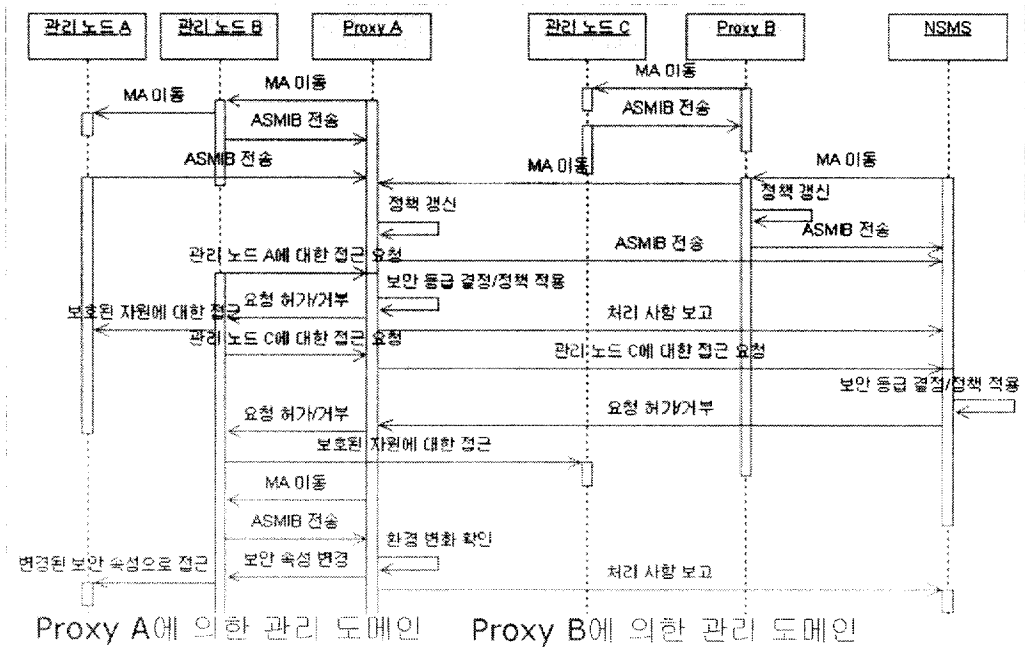 관리 노드 A 관리 노드 B Proxy A 관리 노드 C Proxy B NSMS
MA 이동
MA 이동
MA 이동
ASMIB 전송
ASMIB 전송
ASMIB 전송
MA 이동
MA 이동
정책 갱신
정책 갱신
ASMIB 전송
ASMIB 전송
관리 노드 A에 대한 접근 요청
보안 등급 결정/정책 적용
요청 허가/거부
보호된 자원에 대한 접근
처리 사항 보고
관리 노드 C에 대한 접근 요청
관리 노드 C에 대한 접근 요청
보안 등급 결정/정책 적용
요청 허가/거부
요청 허가/거부
보호된 자원에 대한 접근
MA 이동
ASMIB 전송
환경 변화 확인
보안 속성 변경
변경된 보안 속성으로 접근
처리 사항 보고
Proxy A에 의한 관리 도메인 Proxy B에 의한 관리 도메인